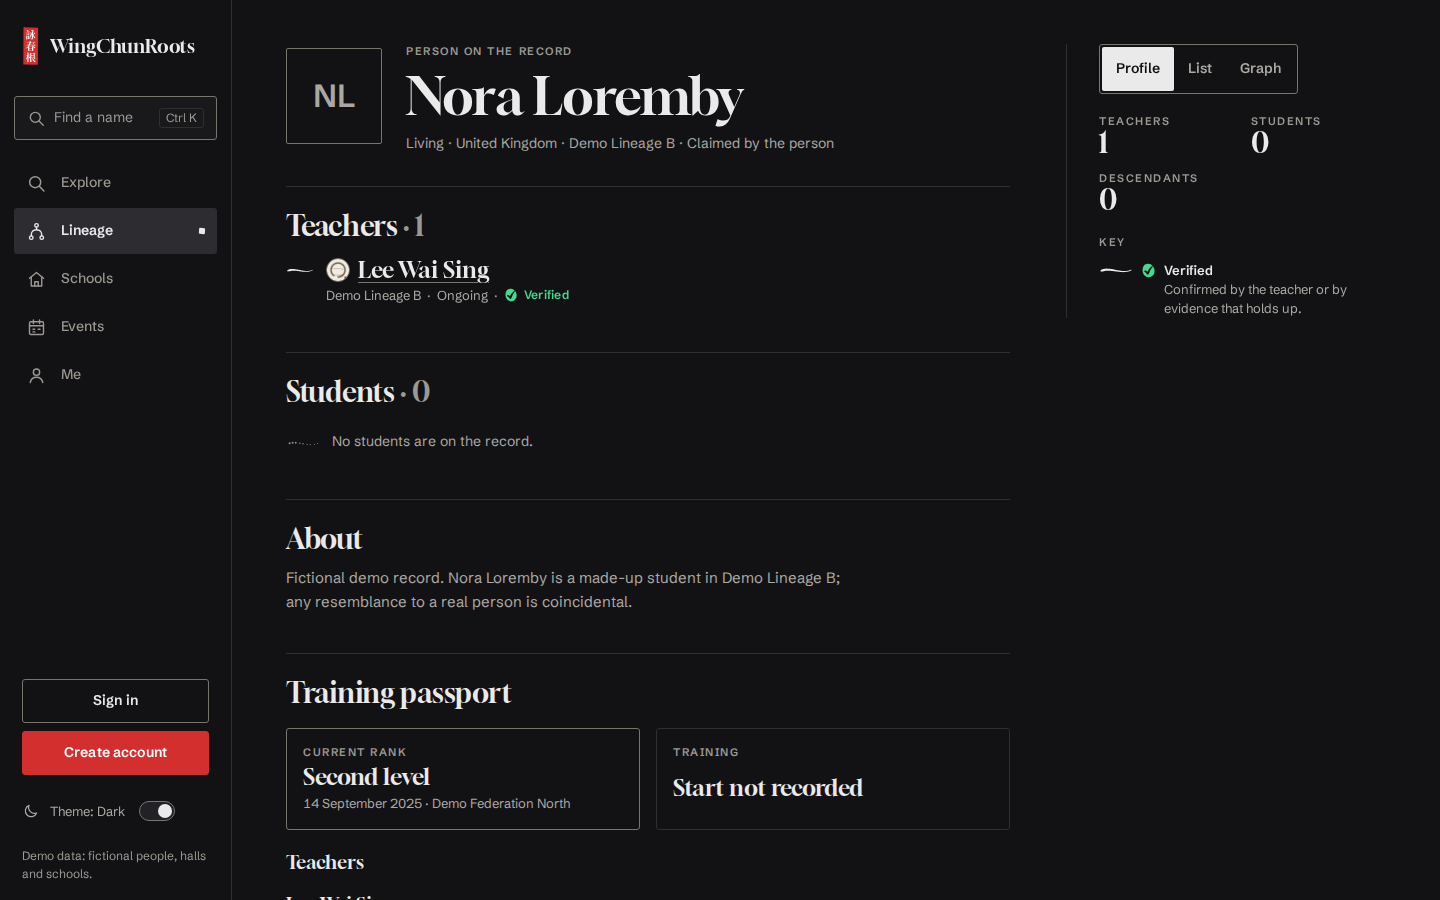 詠春根
WingChunRoots
Find a name
Ctrl K
Explore
Lineage
Schools
Events
Me
Sign in
Create account
Theme: Dark
Demo data: fictional people, halls
and schools.
NL
PERSON ON THE RECORD
Nora Loremby
Living · United Kingdom · Demo Lineage B · Claimed by the person
Teachers · 1
Lee Wai Sing
Demo Lineage B · Ongoing · Verified
Students · 0
No students are on the record.
About
Fictional demo record. Nora Loremby is a made-up student in Demo Lineage B;
any resemblance to a real person is coincidental.
Training passport
CURRENT RANK
Second level
14 September 2025 · Demo Federation North
TRAINING
Start not recorded
Teachers
Profile
List
Graph
TEACHERS
1
STUDENTS
0
DESCENDANTS
0
KEY
Verified
Confirmed by the teacher or by
evidence that holds up.